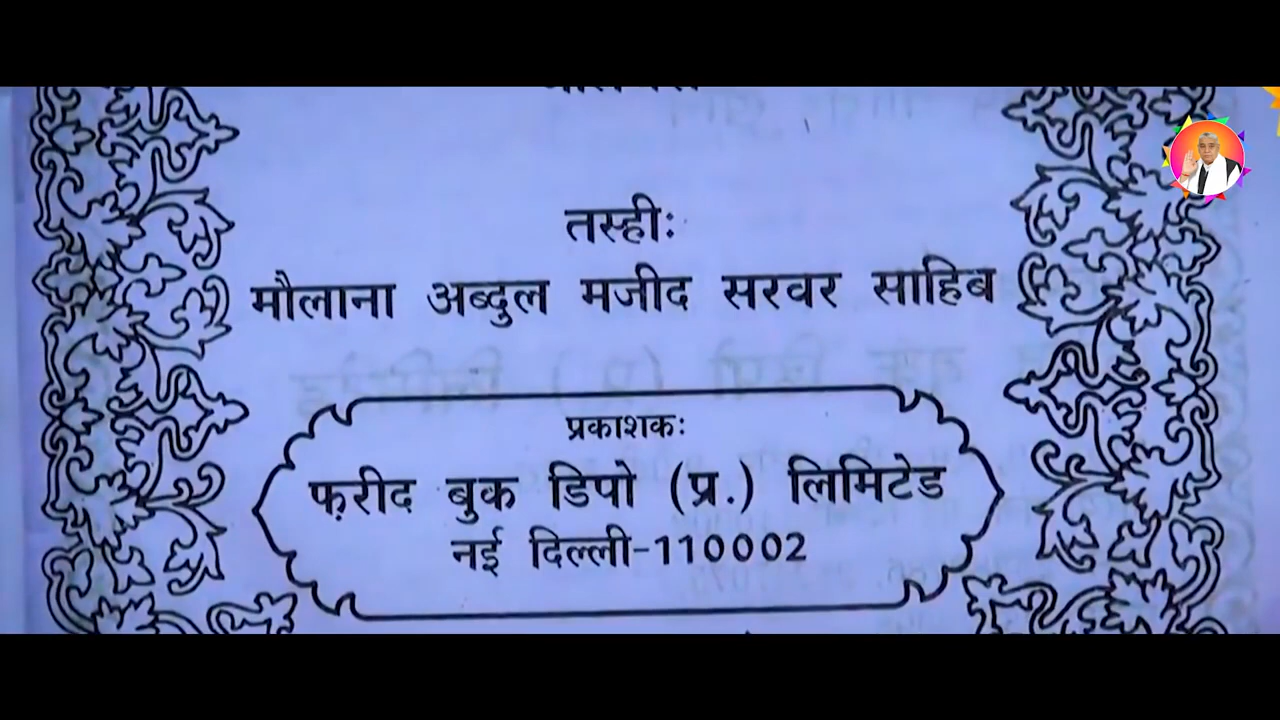 तस्हीः
मौलाना अब्दुल मजीद सरवर साहिब
प्रकाशकः
फ़रीद बुक डिपो (प्र.) लिमिटेड
नई दिल्ली-110002